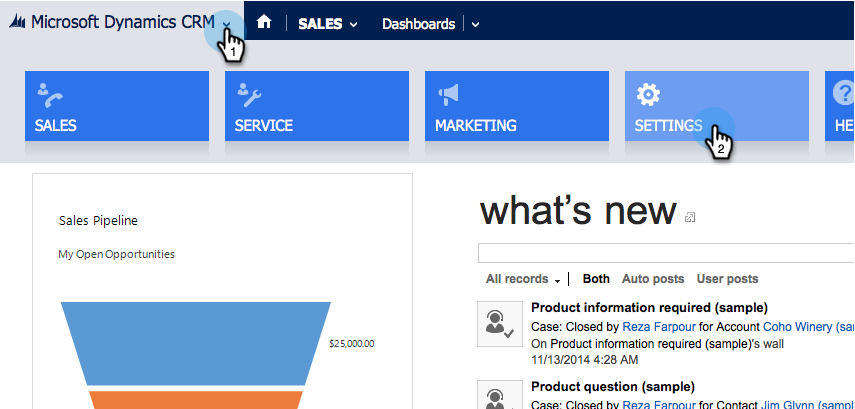 Microsoft Dynamics CRM SALES Dashboards
1
SALES SERVICE MARKETING SETTINGS HE
2
Sales Pipeline
My Open Opportunities
$25,000.00
what's new
All records Both Auto posts User posts
Product information required (sample)
Case: Closed by Reza Farpour for Account Coho Winery (sa
On Product information required (sample)'s wall
11/13/2014 4:28 AM
Product question (sample)
Case: Closed by Reza Farpour for Contact Jim Glynn (sampl